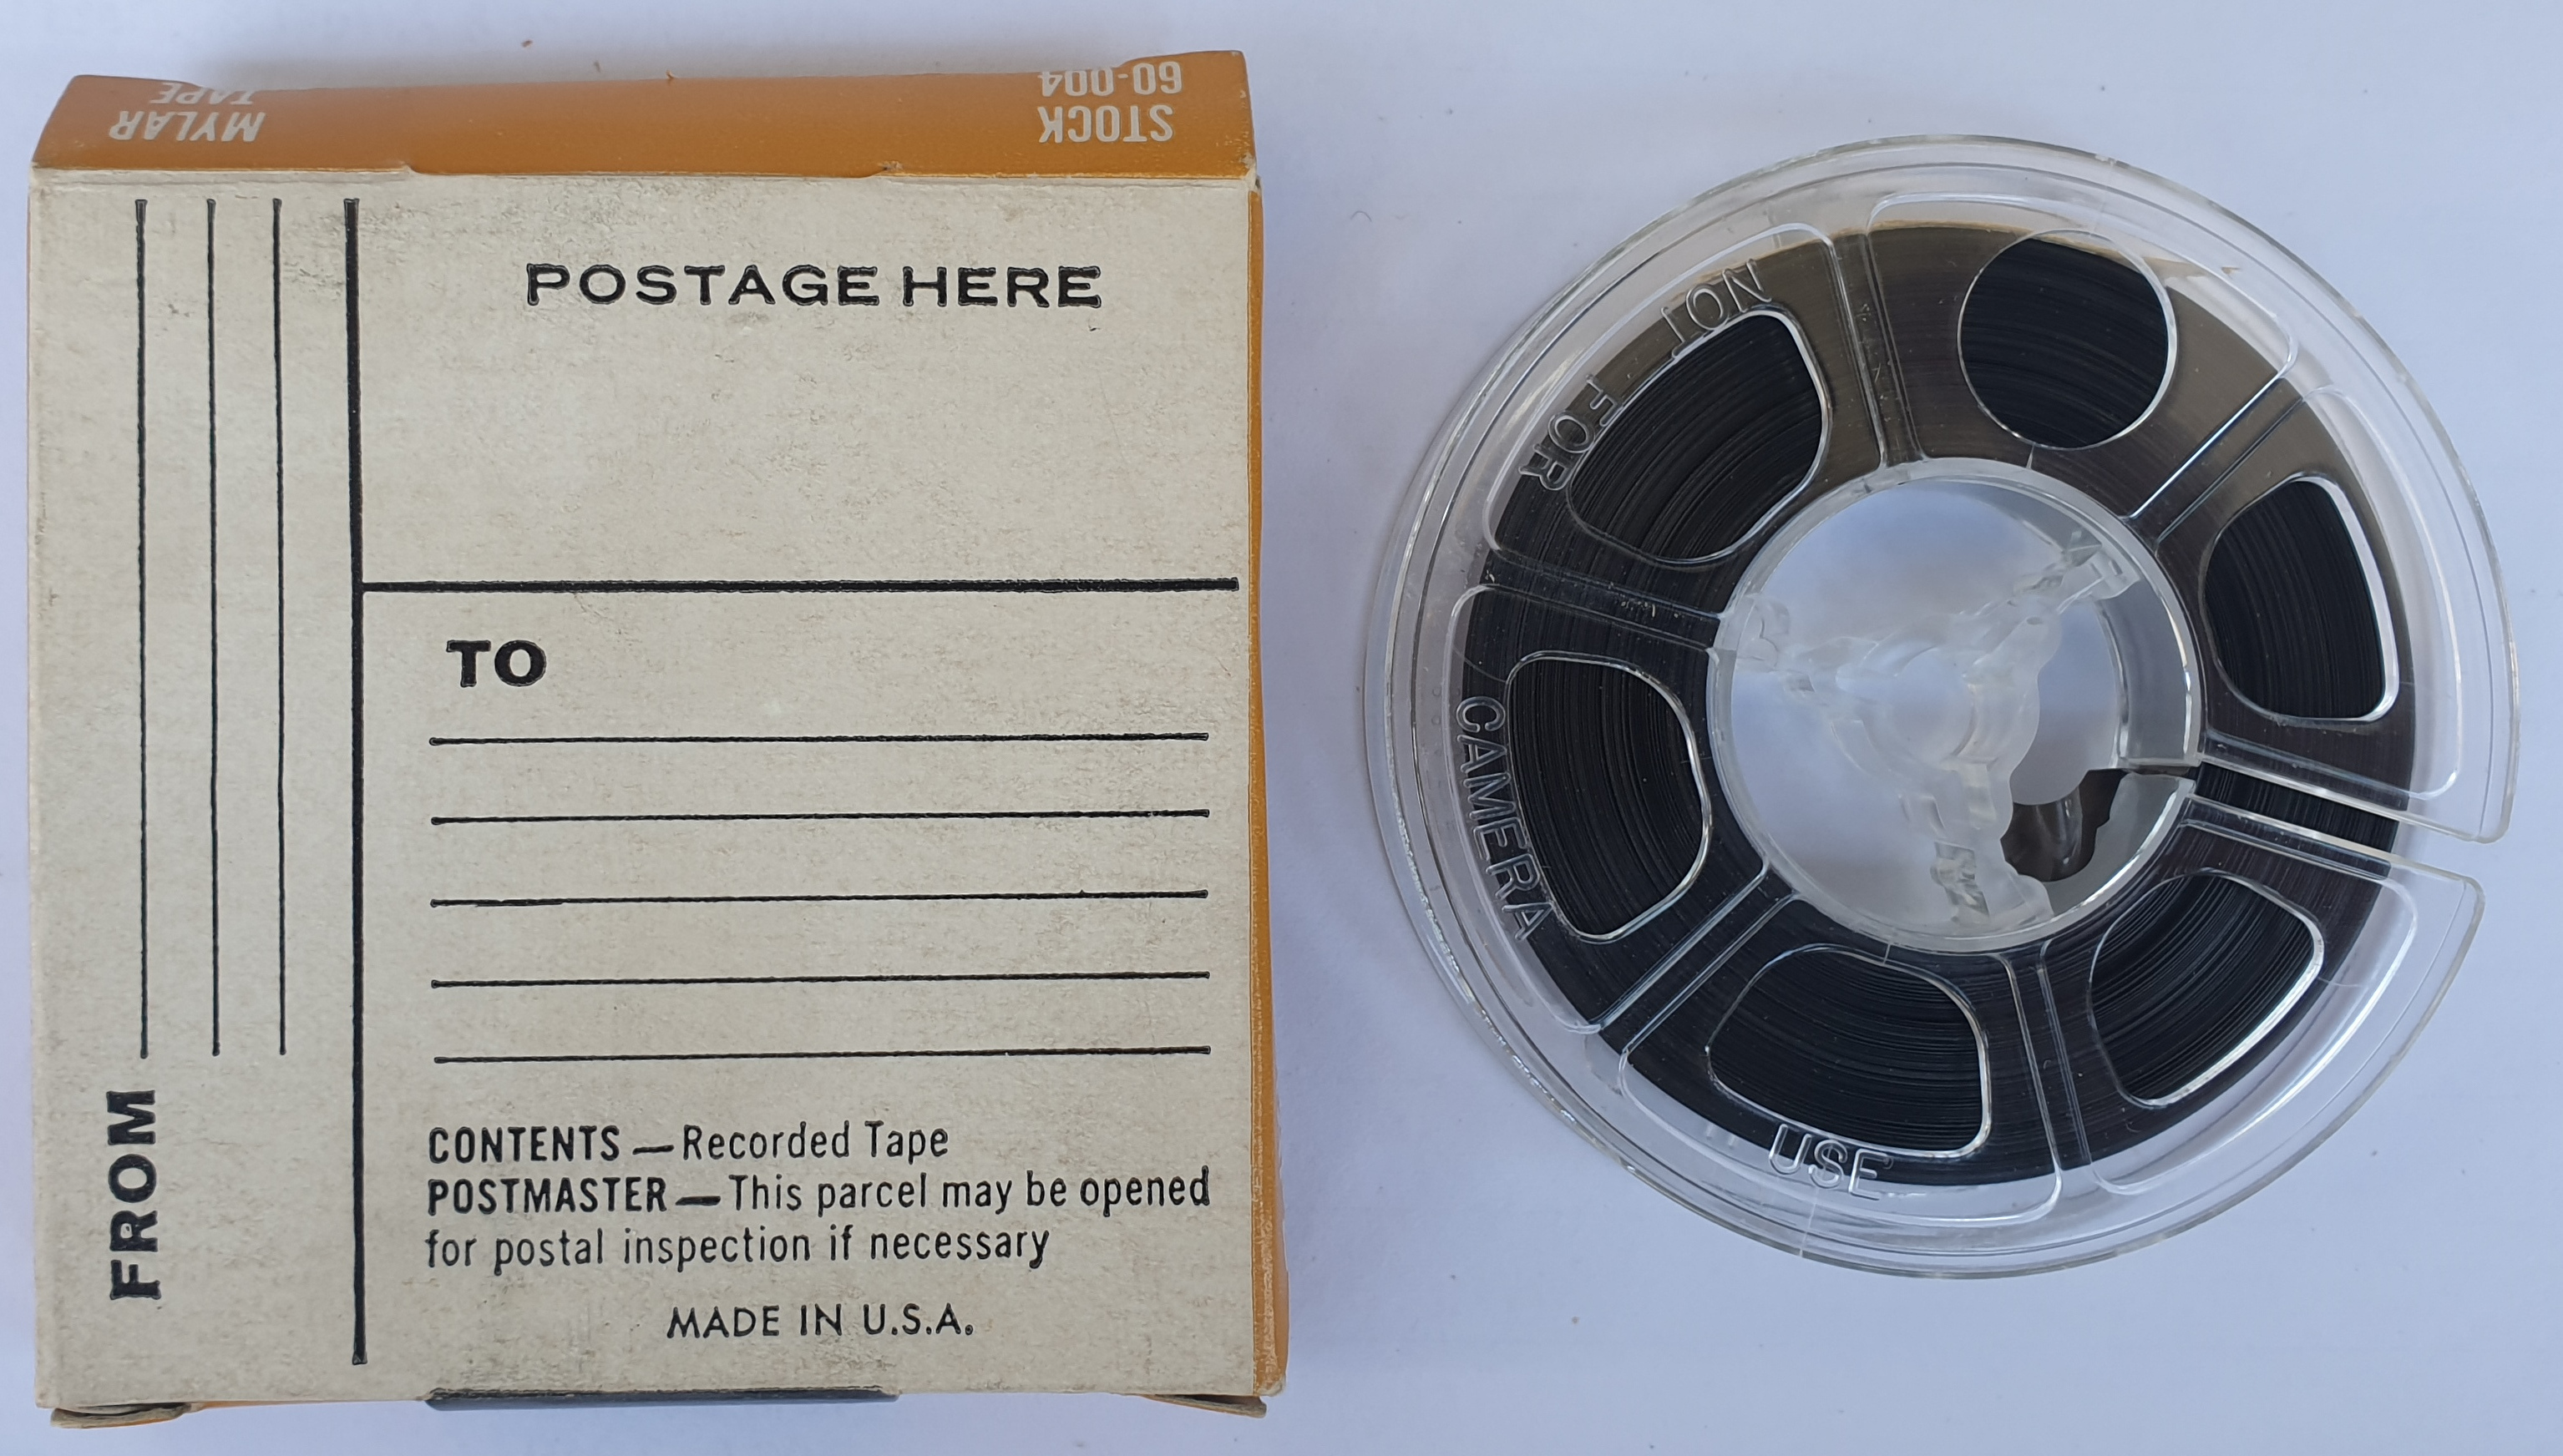 MYLAR
TAPE
STOCK
60-004
POSTAGE HERE
TO
FROM
CONTENTS — Recorded Tape
POSTMASTER — This parcel may be opened
for postal inspection if necessary
MADE IN U.S.A.
NOT FOR CAMERA USE